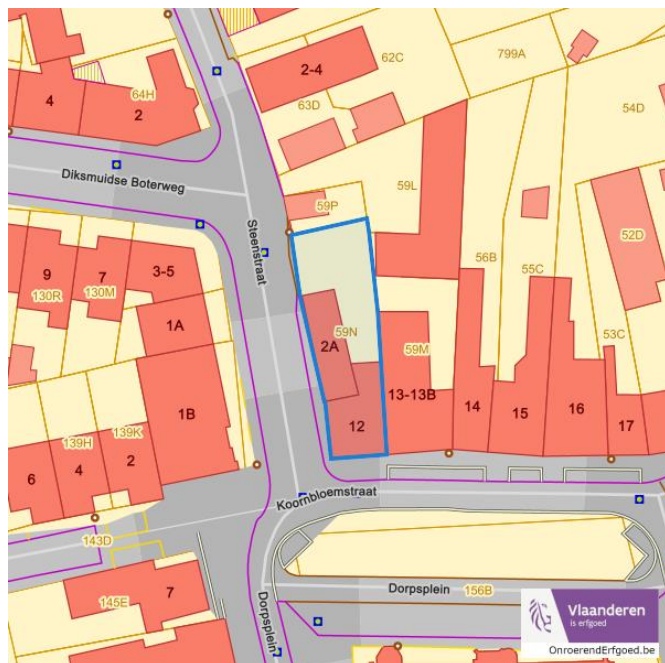 2-4
62C
799A
4
2
64H
63D
54D
Diksmuidse Boterweg
59L
59P
Steenstraat
52D
56B
9
7
3-5
55C
130R
130M
59N
1A
2A
59M
53C
13-13B
1B
12
14
15
16
17
139K
139H
6
4
2
Koornbloemstraat
143D
7
145E
Dorpsplein
156B
Dorpsplein
Vlaanderen
is erfgoed
OnroerendErfgoed.be